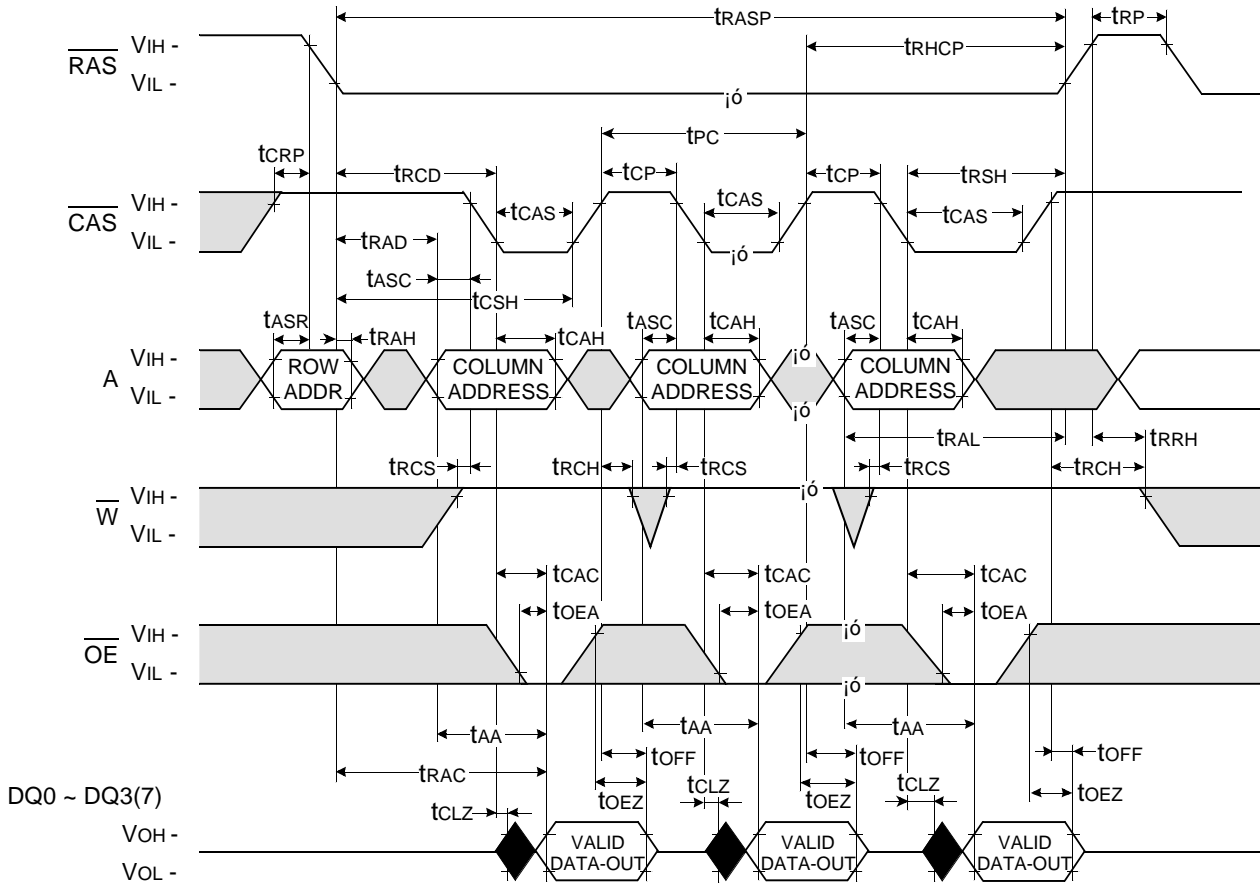 tRASP
tRP
VIH -
RAS
tRHCP
VIL -
¡ó
tPC
tCRP
tRCD
tCP
tCP
tRSH
VIH -
CAS
tCAS
tCAS
tCAS
VIL -
tRAD
¡ó
tASC
tCSH
tASR
tRAH
tCAH
tASC
tCAH
tASC
tCAH
VIH -
A
VIL -
ROW
ADDR
COLUMN
ADDRESS
COLUMN
ADDRESS
¡ó
¡ó
COLUMN
ADDRESS
tRAL
tRRH
tRCS
tRCH
tRCS
tRCS
tRCH
VIH -
W
VIL -
¡ó
tCAC
tCAC
tCAC
tOEA
tOEA
tOEA
VIH -
OE
VIL -
¡ó
¡ó
tAA
tAA
tAA
tOFF
tOFF
tOFF
tRAC
tOEZ
tOEZ
tOEZ
DQ0 ~ DQ3(7)
tCLZ
tCLZ
tCLZ
VOH -
VOL -
VALID
DATA-OUT
VALID
DATA-OUT
VALID
DATA-OUT